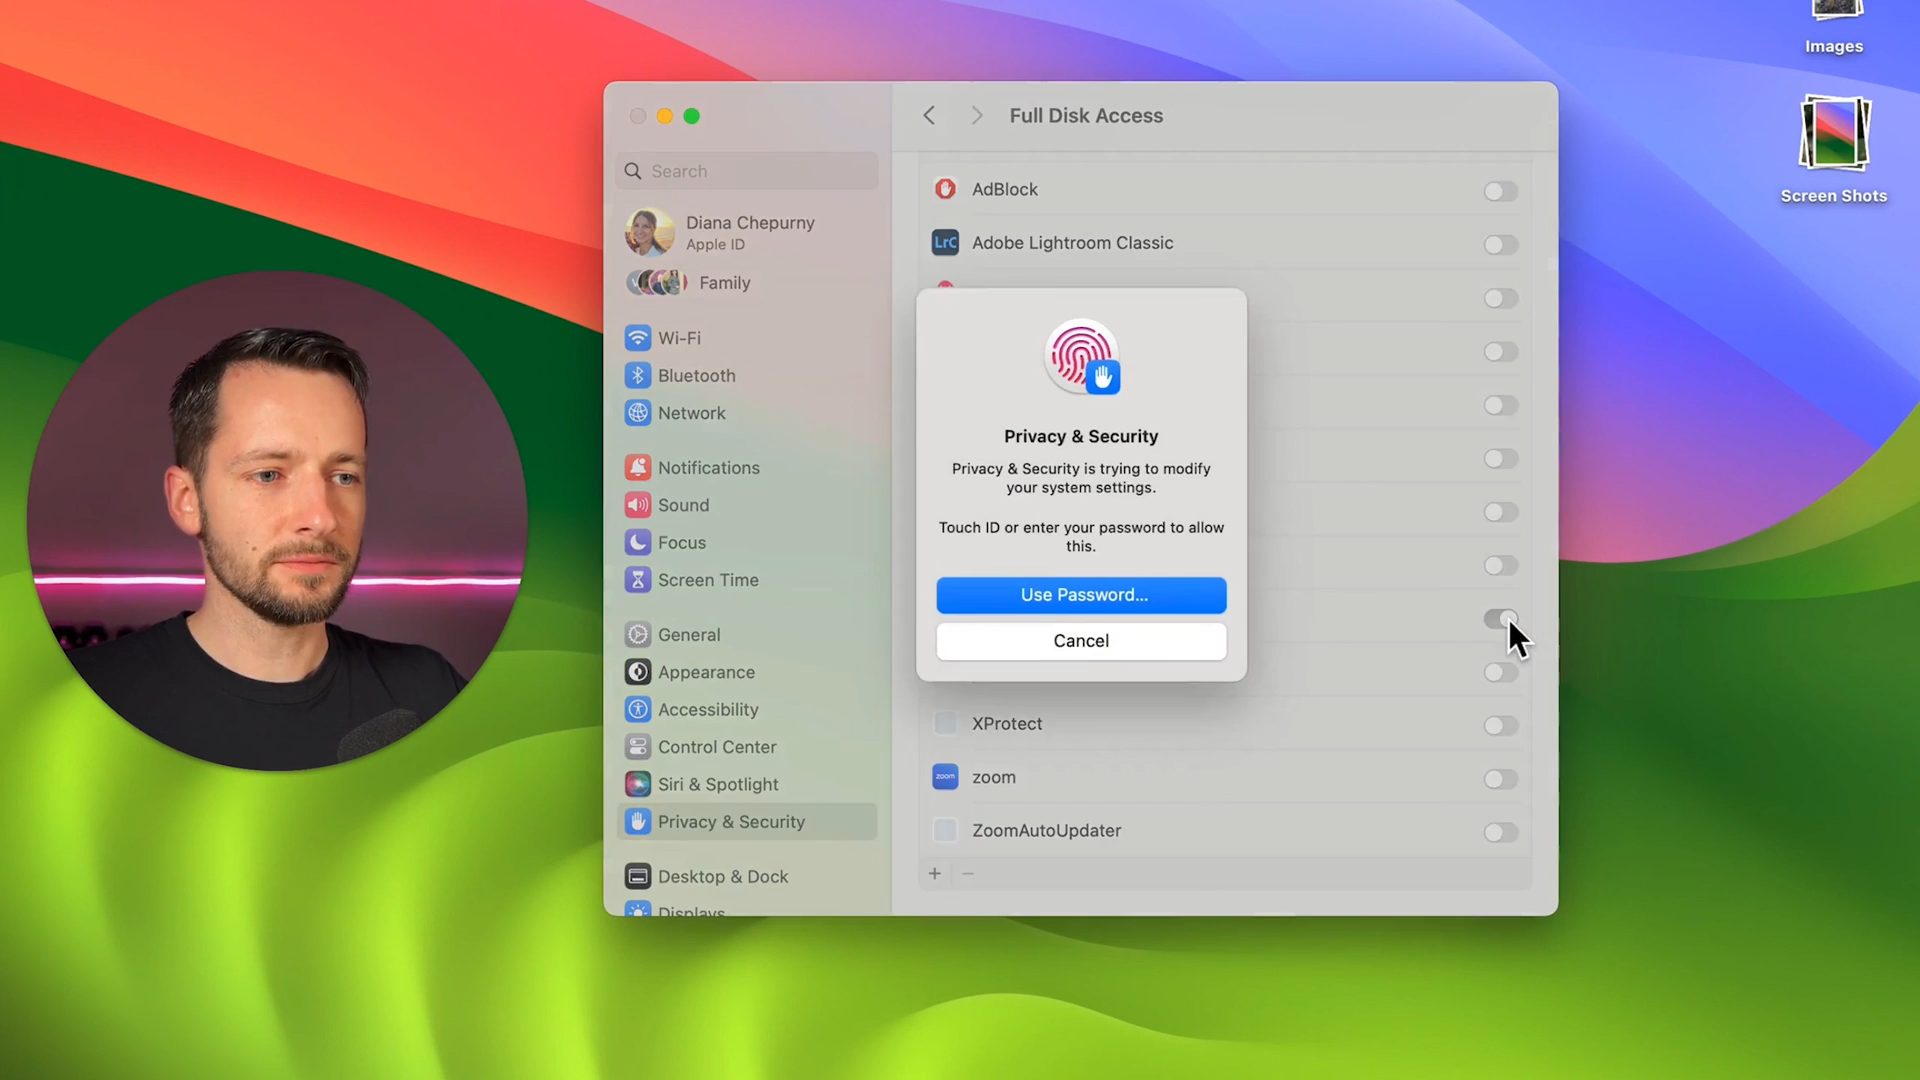 Images
Screen Shots
Full Disk Access
Search
Diana Chepurny
Apple ID
Family
Wi-Fi
Bluetooth
Network
Notifications
Sound
Focus
Screen Time
General
Appearance
Accessibility
Control Center
Siri & Spotlight
Privacy & Security
Desktop & Dock
Displays
AdBlock
LrC
Adobe Lightroom Classic
Privacy & Security
Privacy & Security is trying to modify
your system settings.
Touch ID or enter your password to allow
this.
Use Password...
Cancel
XProtect
zoom
zoom
ZoomAutoUpdater